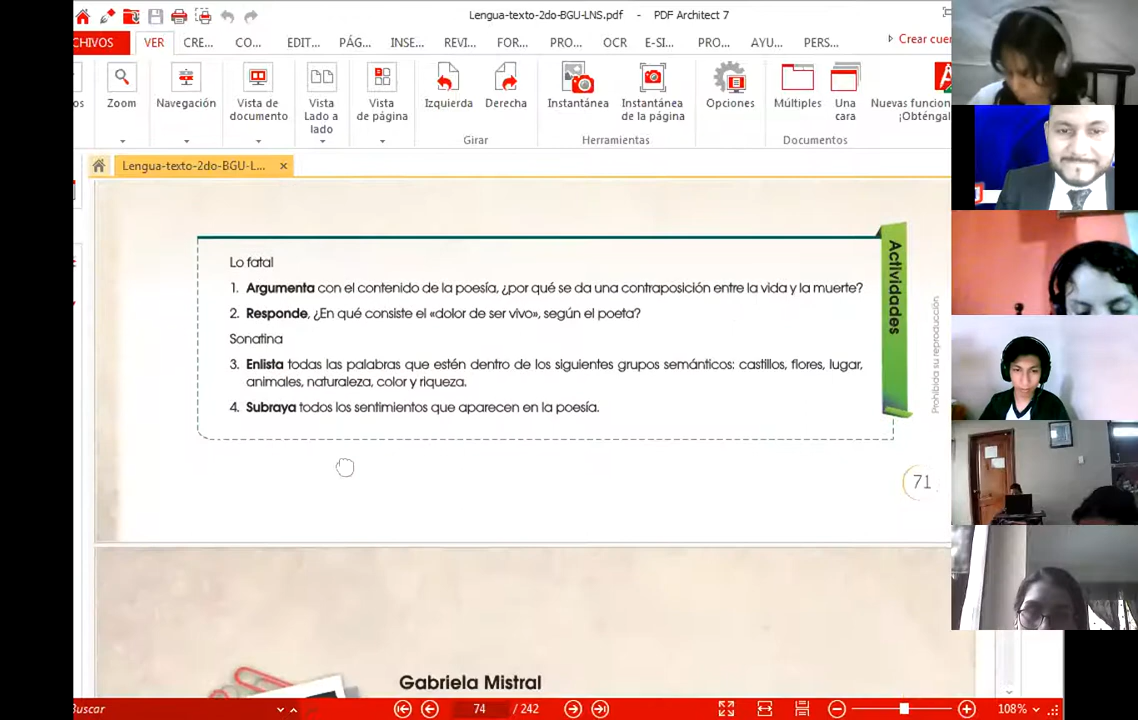 Lengua-texto-2do-BGU-LNS.pdf - PDF Architect 7
CHIVOS VER CRE... CO... EDIT... PÁG... INSE... REVI... FOR... PRO... OCR E-SI... PRO... AYU... PERS... Crear cuen
os Zoom Navegación Vista de documento Vista Lado a lado Vista de página Izquierda Derecha Instantánea Instantánea de la página Opciones Múltiples Una cara Nuevas funcion ¡Obténgal
Girar Herramientas Documentos
Lengua-texto-2do-BGU-L... ×
Lo fatal
1. Argumenta con el contenido de la poesía, ¿por qué se da una contraposición entre la vida y la muerte?
2. Responde, ¿En qué consiste el «dolor de ser vivo», según el poeta?
Sonatina
3. Enlista todas las palabras que estén dentro de los siguientes grupos semánticos: castillos, flores, lugar,
animales, naturaleza, color y riqueza.
4. Subraya todos los sentimientos que aparecen en la poesía.
Actividades
Prohibida su reproducción
71
Gabriela Mistral
Buscar 74 / 242 108%